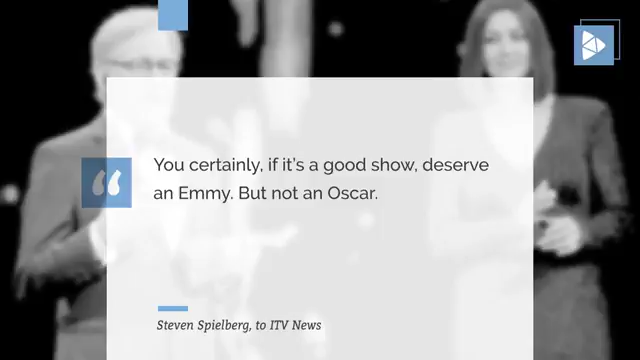 You certainly, if it’s a good show, deserve
an Emmy. But not an Oscar.
Steven Spielberg, to ITV News